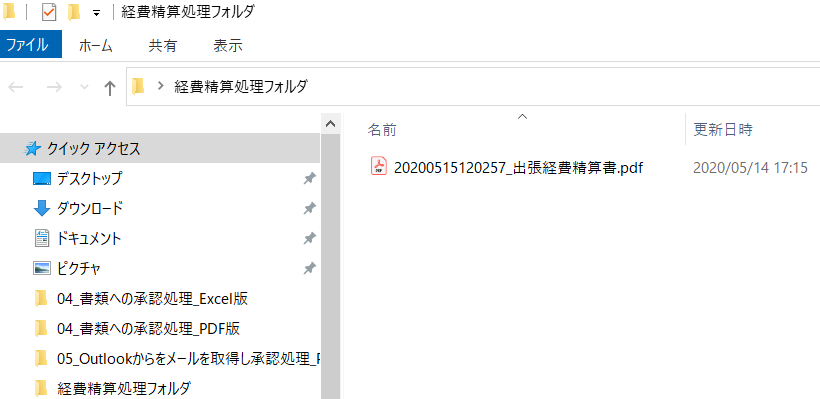 経費精算処理フォルダ
ファイル ホーム 共有 表示
経費精算処理フォルダ
名前 更新日時
クイック アクセス
20200515120257_出張経費精算書.pdf 2020/05/14 17:15
デスクトップ
ダウンロード
ドキュメント
ピクチャ
04_書類への承認処理_Excel版
04_書類への承認処理_PDF版
05_Outlookからをメールを取得し承認処理_
経費精算処理フォルダ